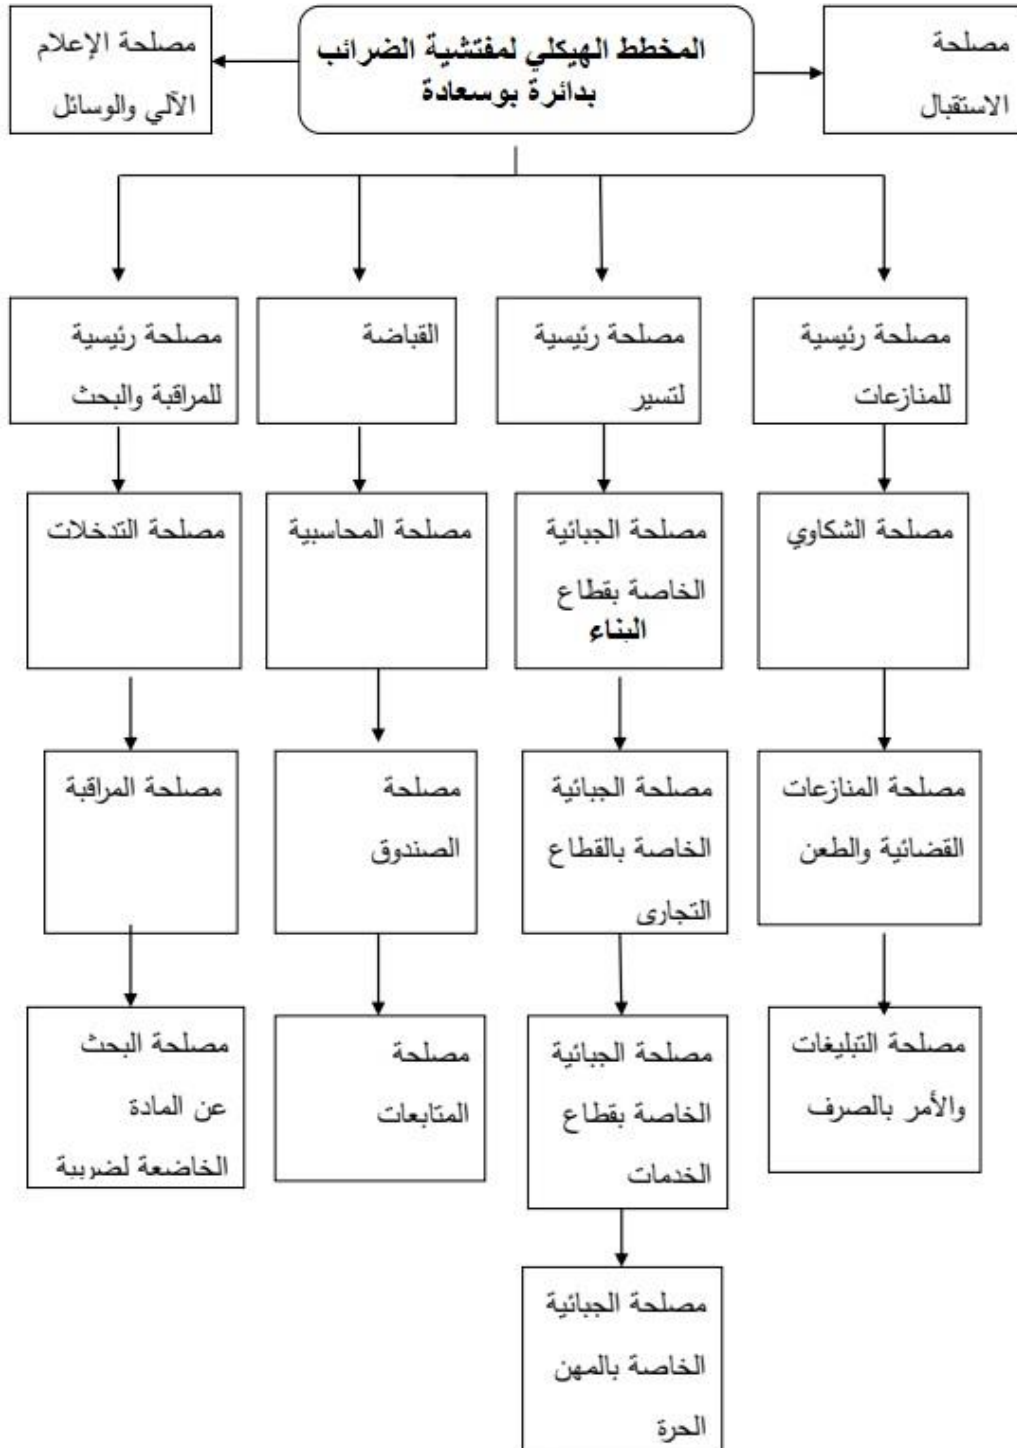 المخطط الهيكلي لمفتشية الضرائب
بدائرة بوسعادة
مصلحة
الاستقبال
مصلحة الإعلام
الآلي والوسائل
مصلحة رئيسية
للمنازعات
مصلحة رئيسية
لتسير
القباضة
مصلحة رئيسية
للمراقبة والبحث
مصلحة الشكاوي
مصلحة الجبائية
الخاصة بقطاع
البناء
مصلحة المحاسبية
مصلحة التدخلات
مصلحة المنازعات
القضائية والطعن
مصلحة الجبائية
الخاصة بالقطاع
التجارى
مصلحة
الصندوق
مصلحة المراقبة
مصلحة التبليغات
والأمر بالصرف
مصلحة الجبائية
الخاصة بقطاع
الخدمات
مصلحة
المتابعات
مصلحة البحث
عن المادة
الخاضعة لضريبة
مصلحة الجبائية
الخاصة بالمهن
الحرة